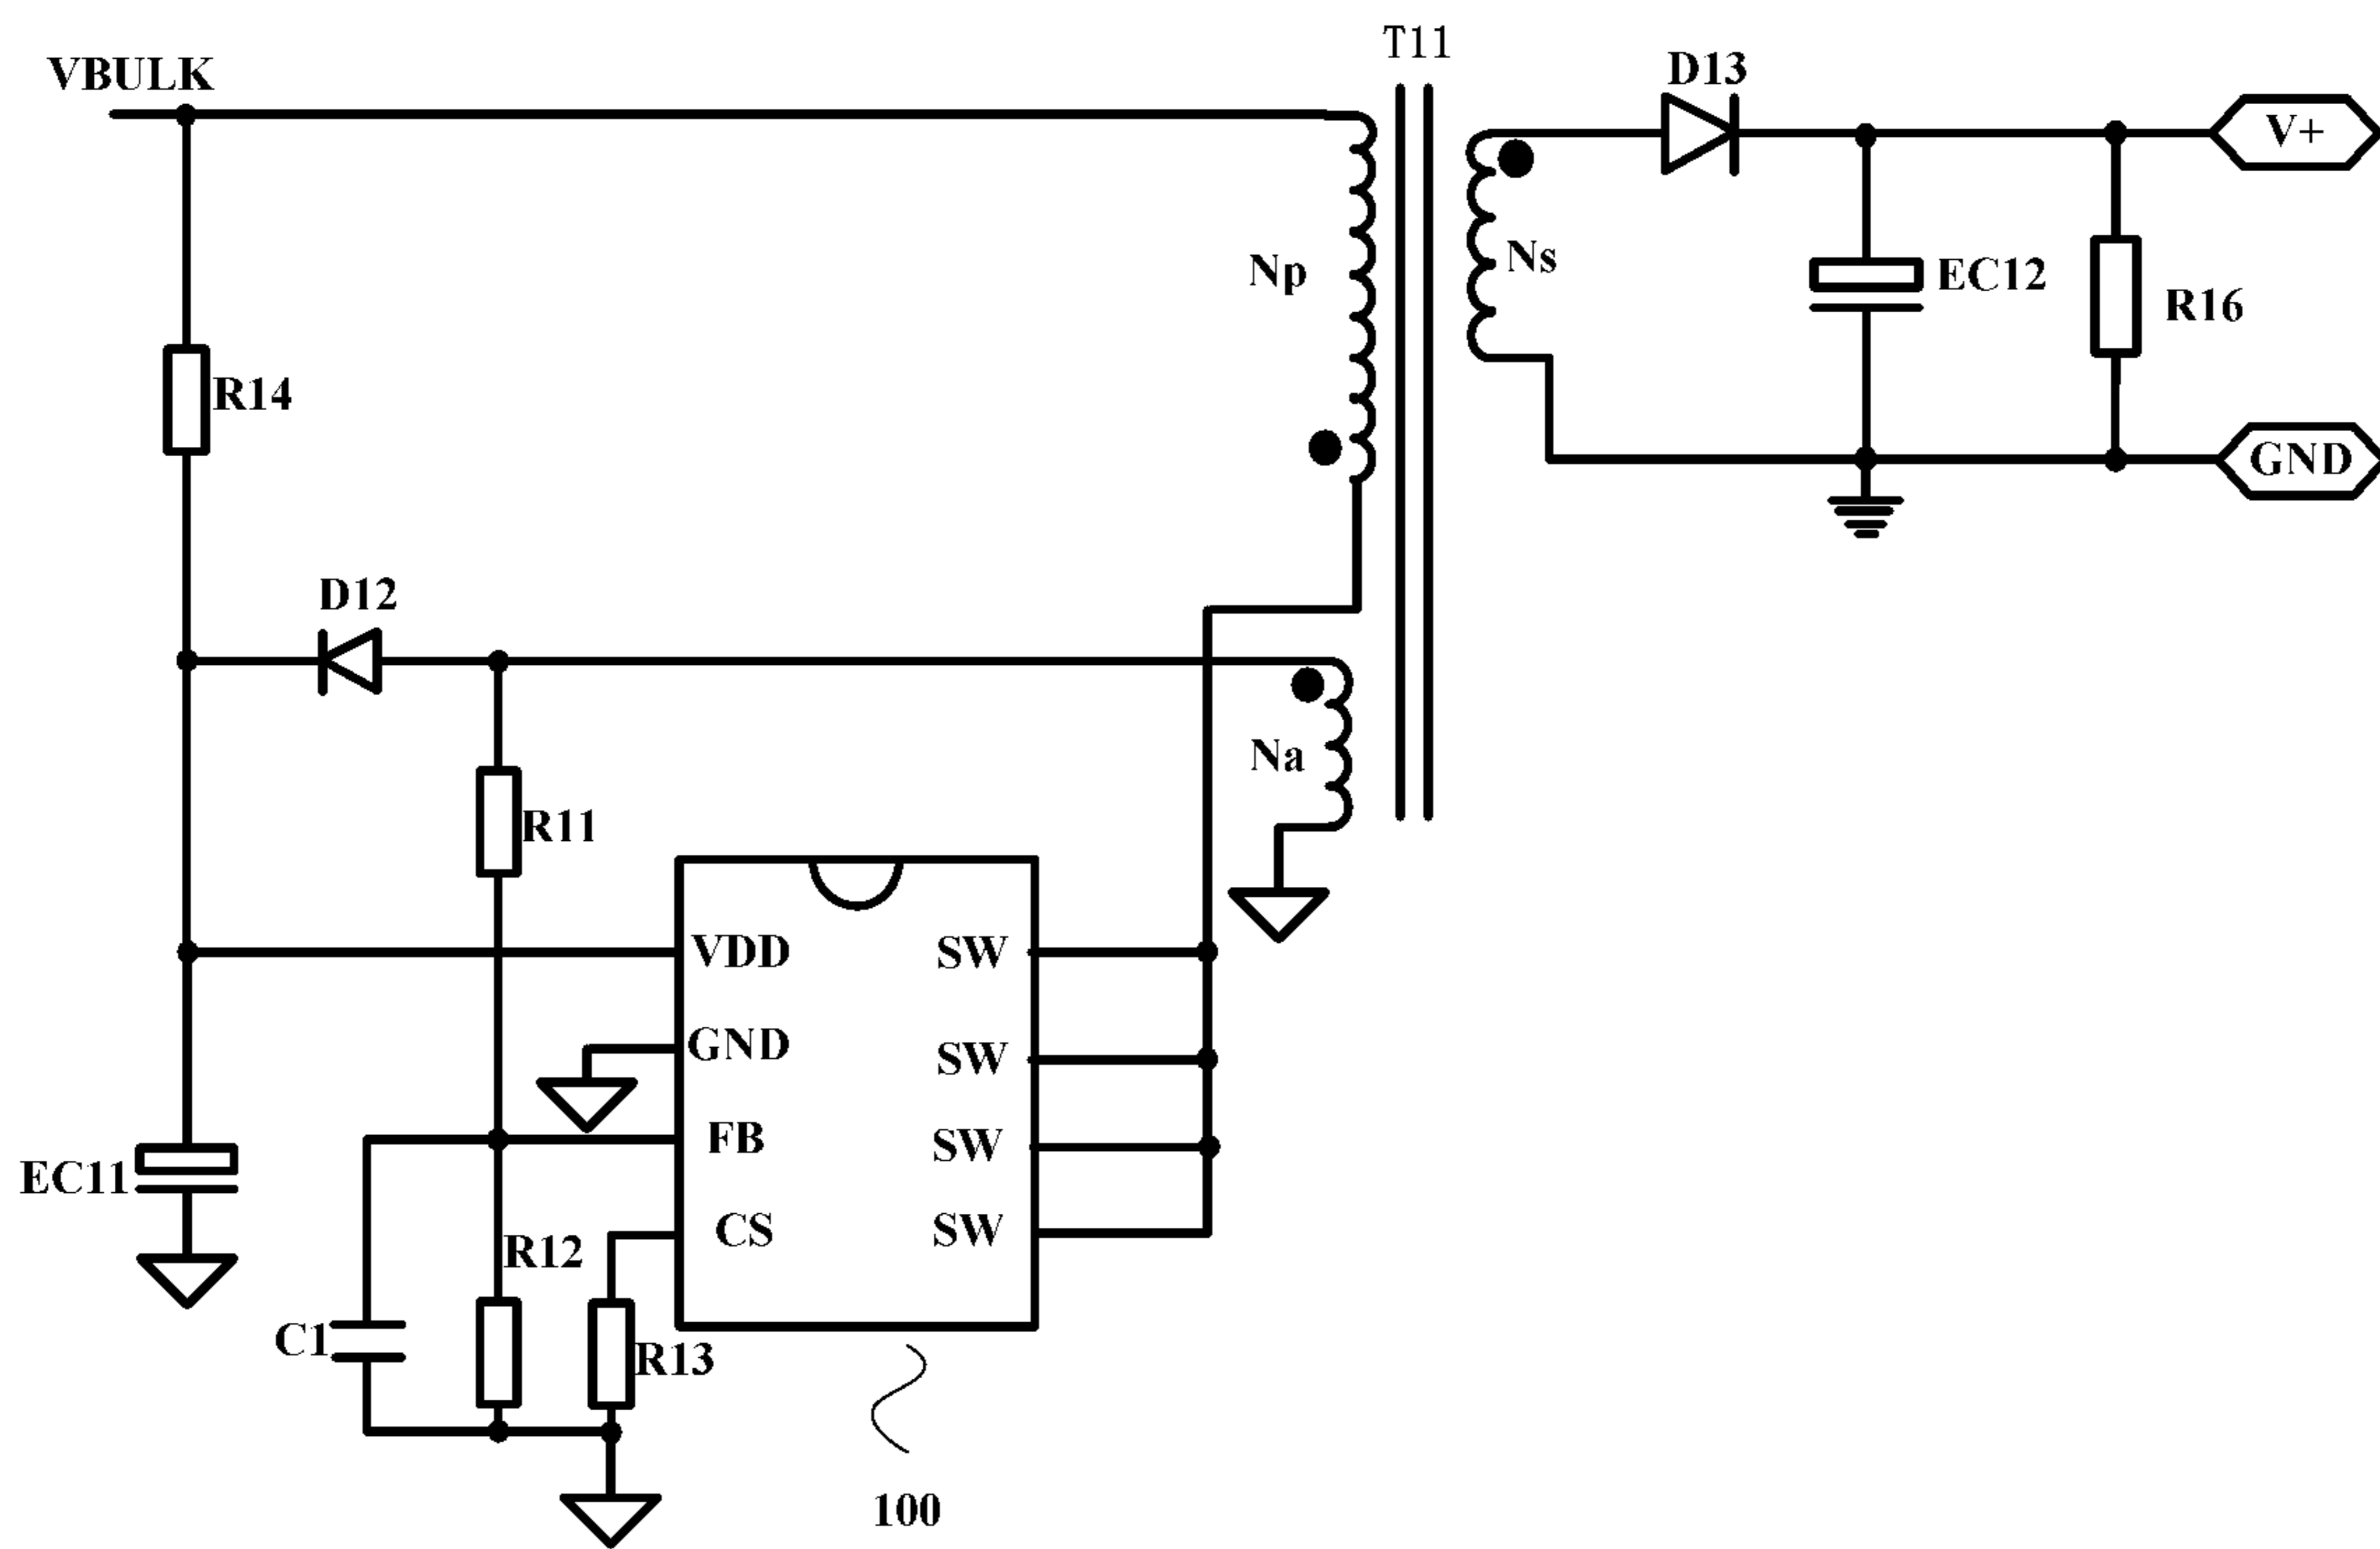 T11
D13
VBULK
V+
Np
Ns
EC12
R16
R14
GND
D12
Na
R11
VDD SW
GND SW
FB SW
EC11
CS SW
R12
C1
R13
100